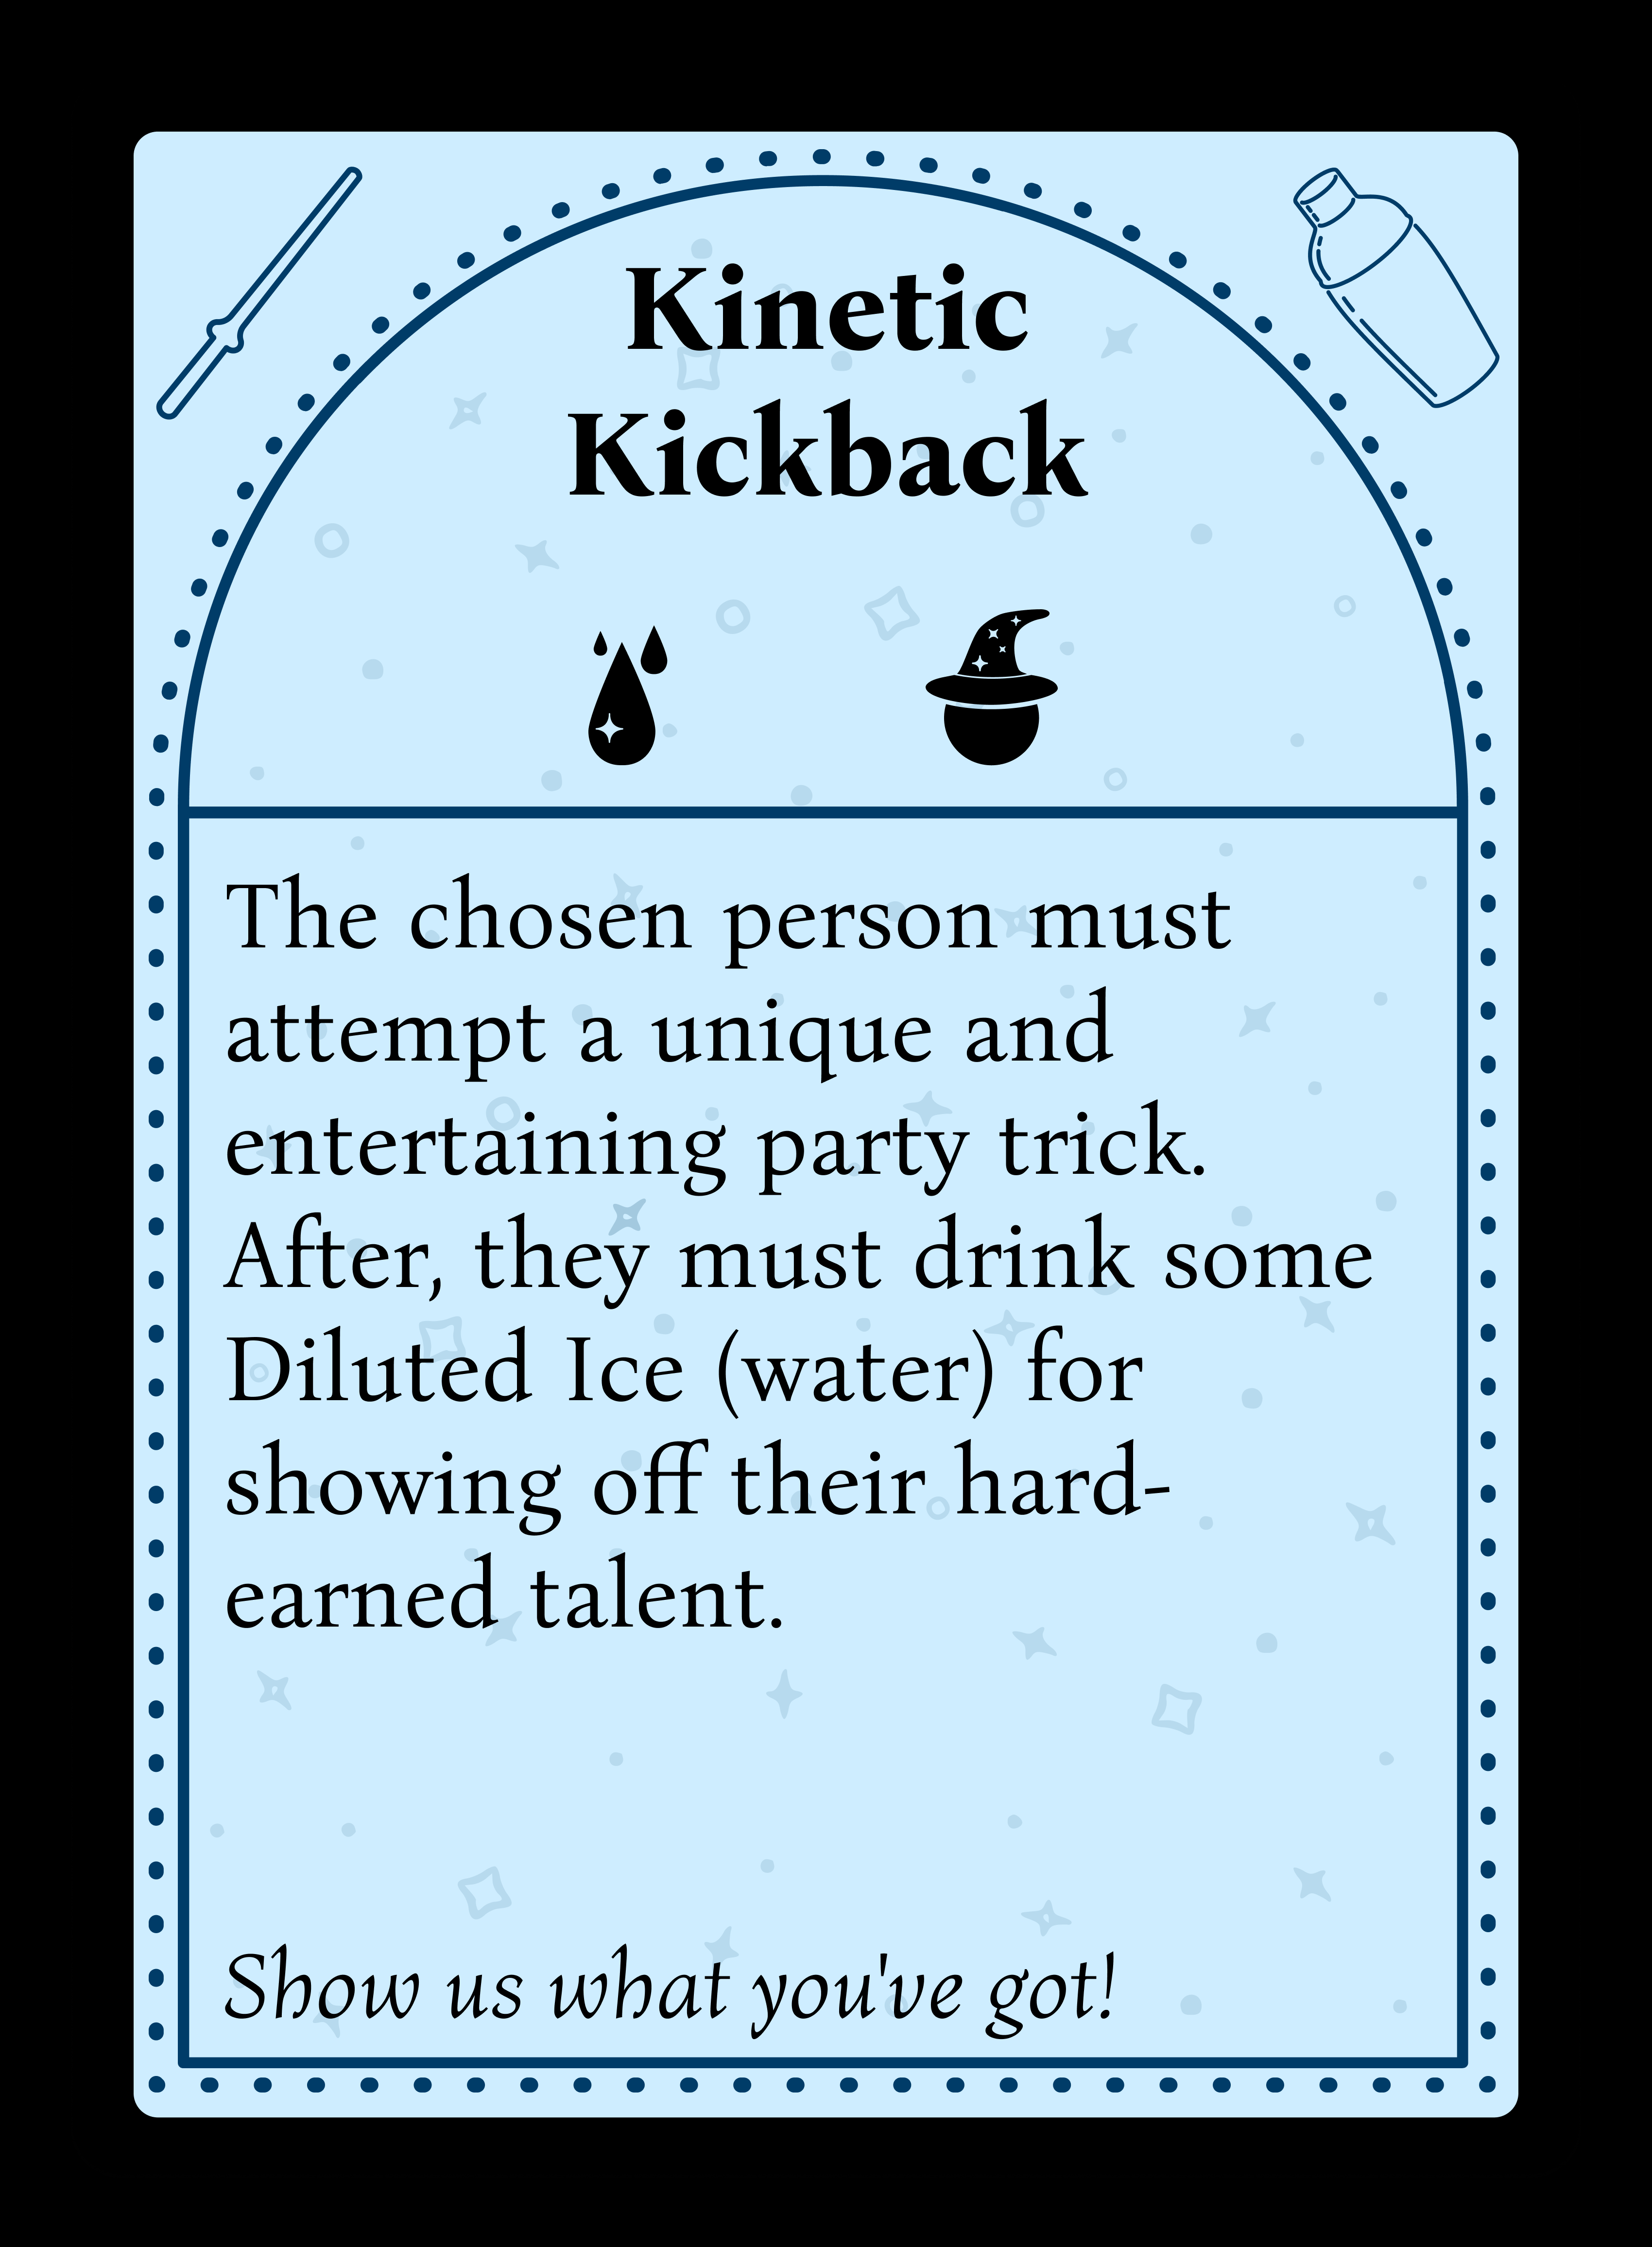 Kinetic
Kickback
The chosen person must
attempt a unique and
entertaining party trick.
After, they must drink some
Diluted Ice (water) for
showing off their hard-
earned talent.
Show us what you've got!